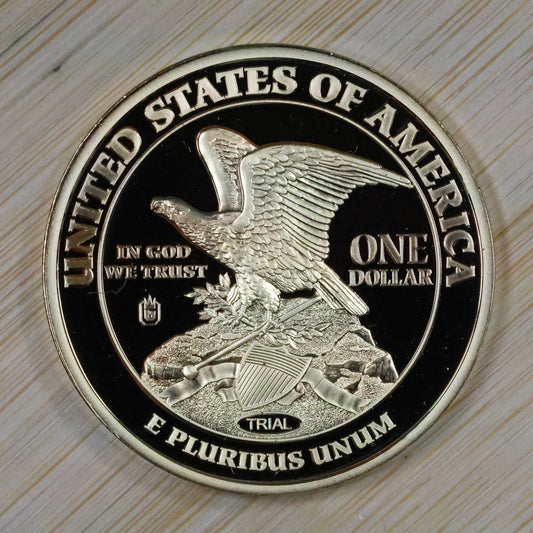 UNITED STATES OF AMERICA
IN GOD
WE TRUST
ONE
DOLLAR
TRIAL
E PLURIBUS UNUM